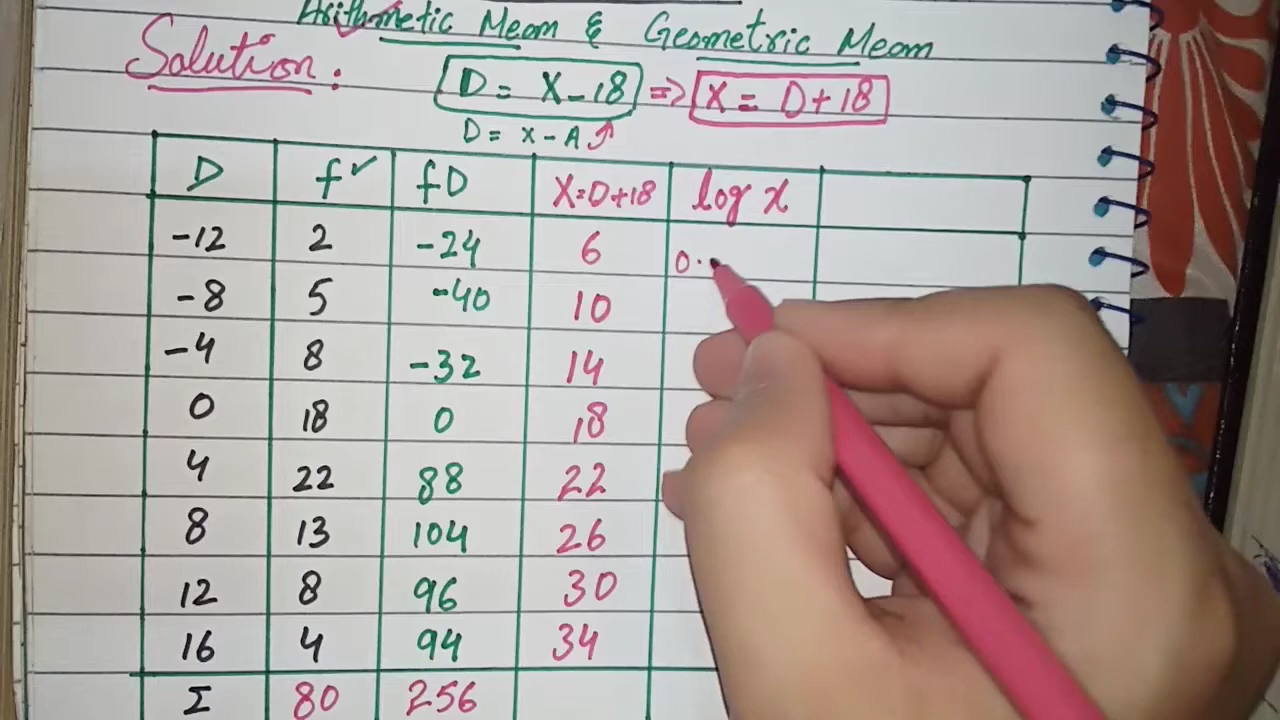 Arithmetic Mean & Geometric Mean
Solution:
D = X-18 ⇒ X = D+18
D = x - A
D f✓ fD X=D+18 log x
-12 2 -24 6 0.
-8 5 -40 10
-4 8 -32 14
0 18 0 18
4 22 88 22
8 13 104 26
12 8 96 30
16 4 94 34
Σ 80 256